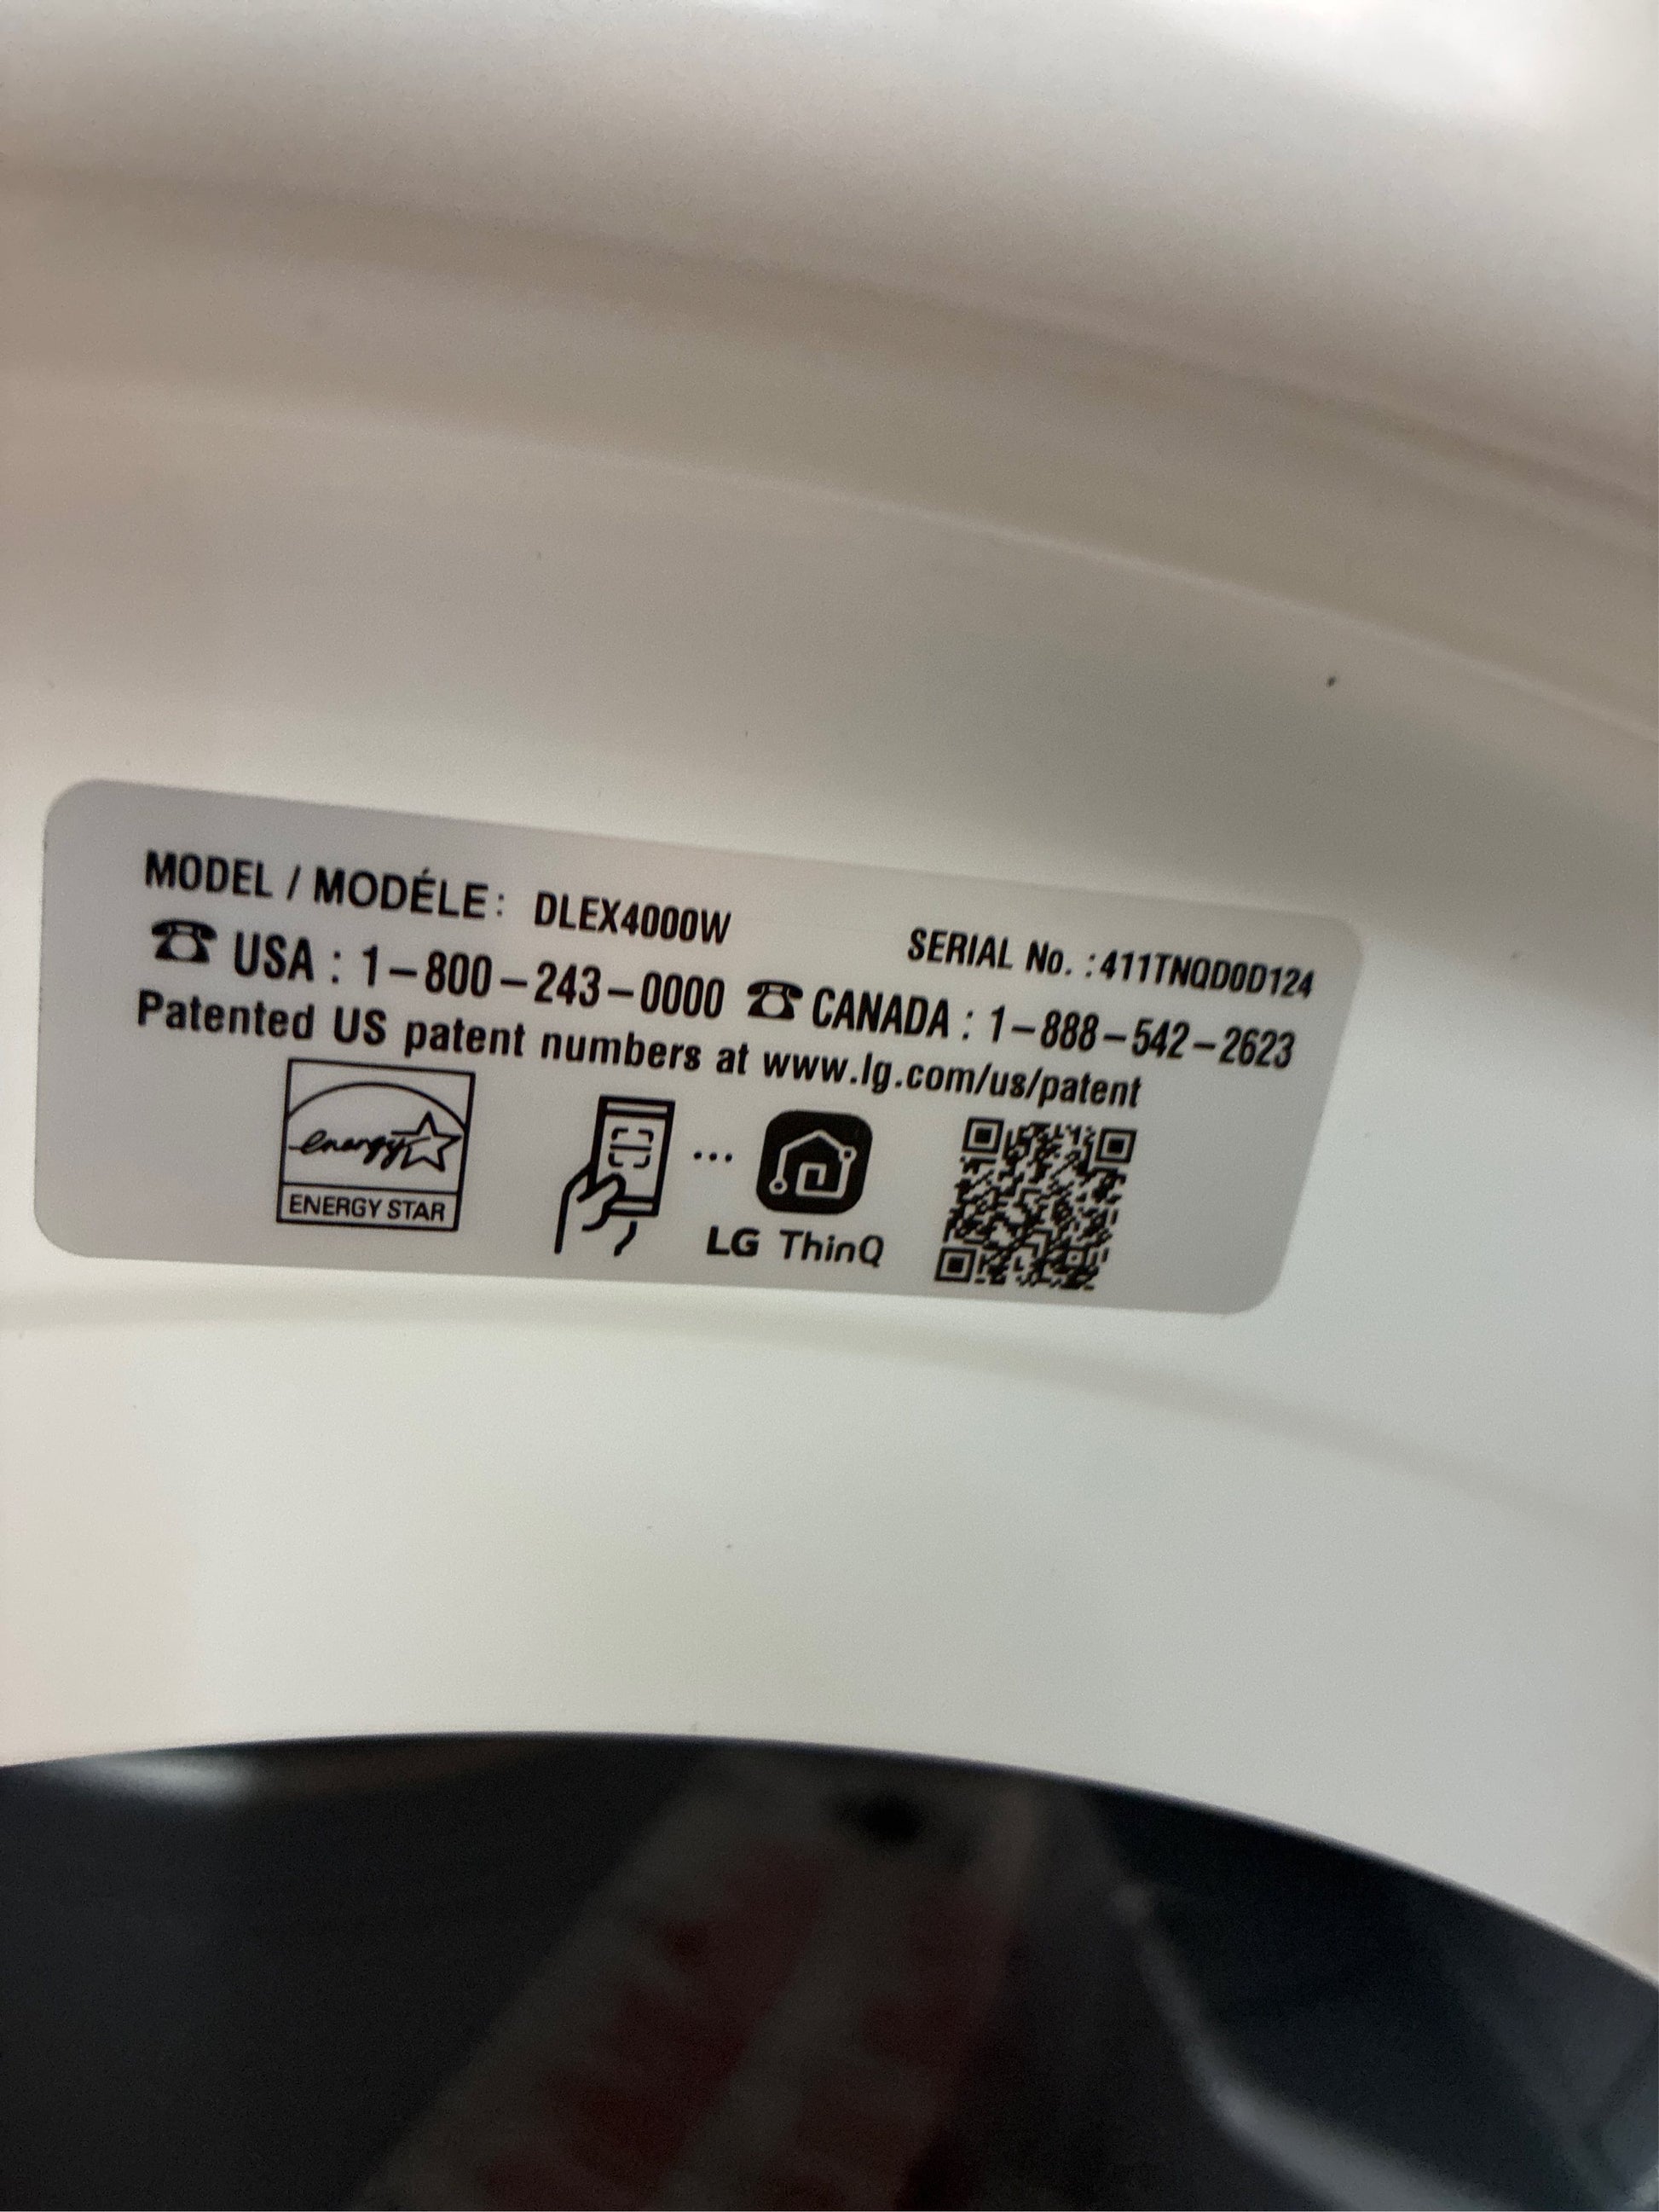 MODEL / MODÉLE: DLEX4000W SERIAL No. :411TNQD0D124
☎ USA : 1-800-243-0000 ☎ CANADA : 1-888-542-2623
Patented US patent numbers at www.lg.com/us/patent
energy
ENERGY STAR
LG ThinQ